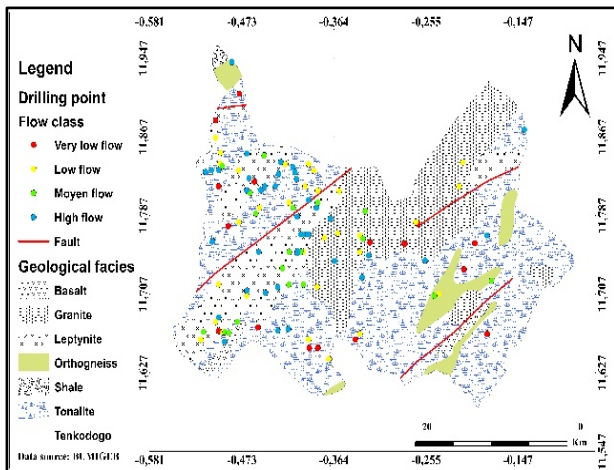 -0,581 -0,473 -0,364 -0,255 -0,147
11,947 11,947
N
Legend
Drilling point
11,867 11,867
Flow class
Very low flow
Low flow
Moyen flow
11,787 11,787
High flow
Fault
Geological facies
Basalt
11,707 11,707
Granite
Leptynite
Orthogneiss
11,627 11,627
Shale
Tonalite
20 0
Tenkodogo
Km
Data source: BUMIGEB
11,547
-0,581 -0,473 -0,364 -0,255 -0,147